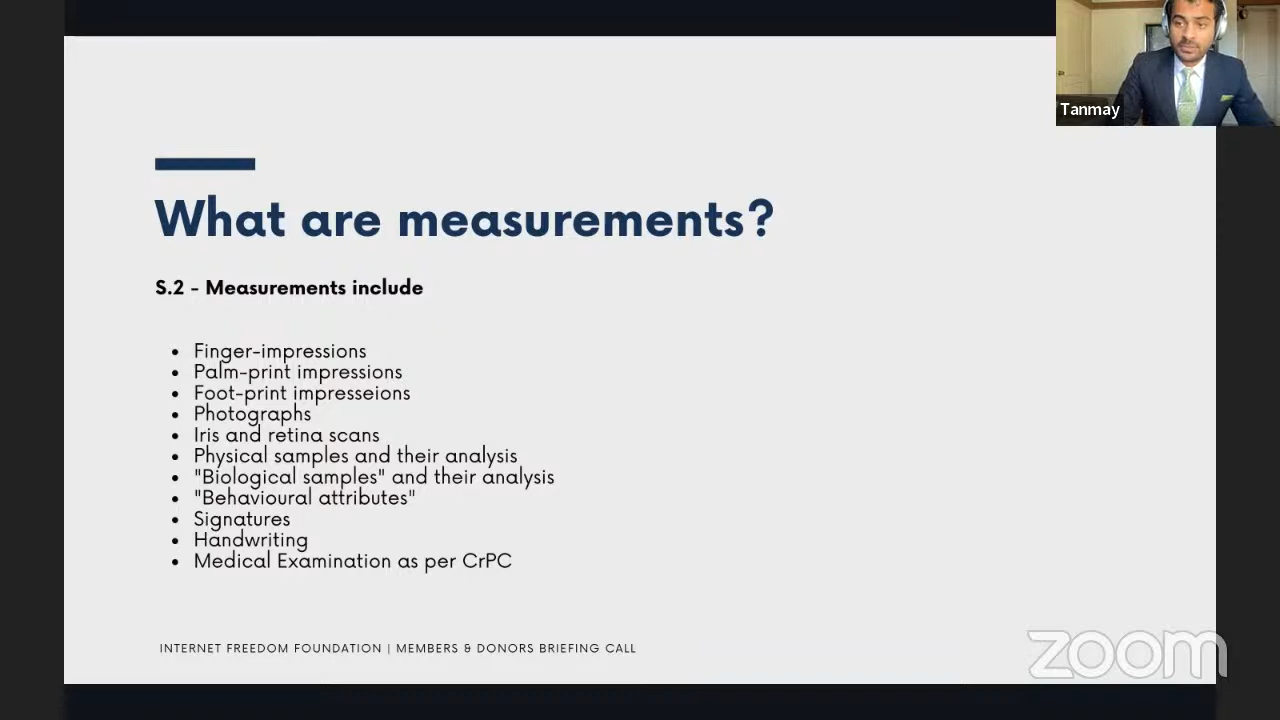 Tanmay
What are measurements?
S.2 - Measurements include
• Finger-impressions
• Palm-print impressions
• Foot-print impresseions
• Photographs
• Iris and retina scans
• Physical samples and their analysis
• "Biological samples" and their analysis
• "Behavioural attributes"
• Signatures
• Handwriting
• Medical Examination as per CrPC
INTERNET FREEDOM FOUNDATION | MEMBERS & DONORS BRIEFING CALL
zoom